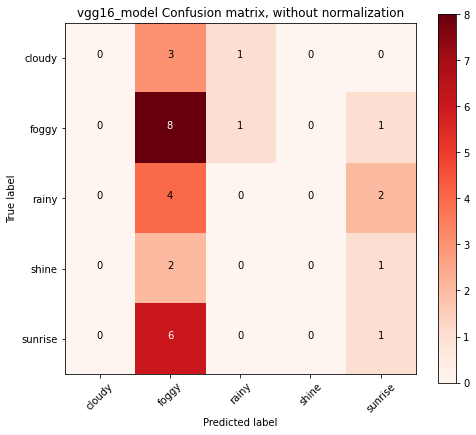 vgg16_model Confusion matrix, without normalization
cloudy 0 3 1 0 0
foggy 0 8 1 0 1
rainy 0 4 0 0 2
shine 0 2 0 0 1
sunrise 0 6 0 0 1
cloudy foggy rainy shine sunrise
True label
Predicted label
8
7
6
5
4
3
2
1
0